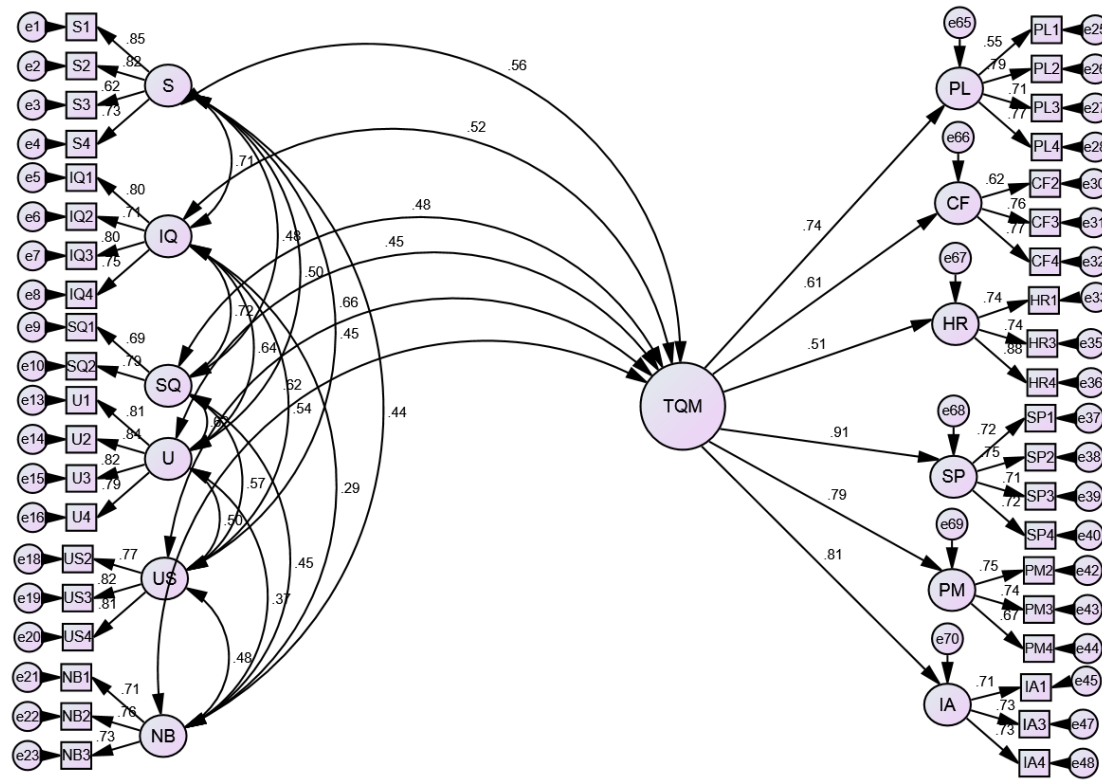 e1 S1
.85
e2 S2
.82
e3 S3
.62
e4 S4
.73
S
e5 IQ1
.80
e6 IQ2
.71
e7 IQ3
.80
e8 IQ4
.75
IQ
e9 SQ1
.69
e10 SQ2
.79
SQ
e13 U1
.81
e14 U2
.84
e15 U3
.82
e16 U4
.79
U
e18 US2
.77
e19 US3
.82
e20 US4
.81
US
e21 NB1
.71
e22 NB2
.76
e23 NB3
.73
NB
.71
.48
.50
.66
.45
.72
.64
.62
.54
.44
.57
.29
.50
.45
.37
.48
.56
.52
.48
.45
TQM
.74
.61
.51
.91
.79
.81
e65
PL
.55
PL1 e25
.79
PL2 e26
.71
PL3 e27
.77
PL4 e28
e66
CF
.62
CF2 e30
.76
CF3 e31
.77
CF4 e32
e67
HR
.74
HR1 e33
.74
HR3 e35
.88
HR4 e36
e68
SP
.72
SP1 e37
.75
SP2 e38
.71
SP3 e39
.72
SP4 e40
e69
PM
.75
PM2 e42
.74
PM3 e43
.67
PM4 e44
e70
IA
.71
IA1 e45
.73
IA3 e47
.73
IA4 e48